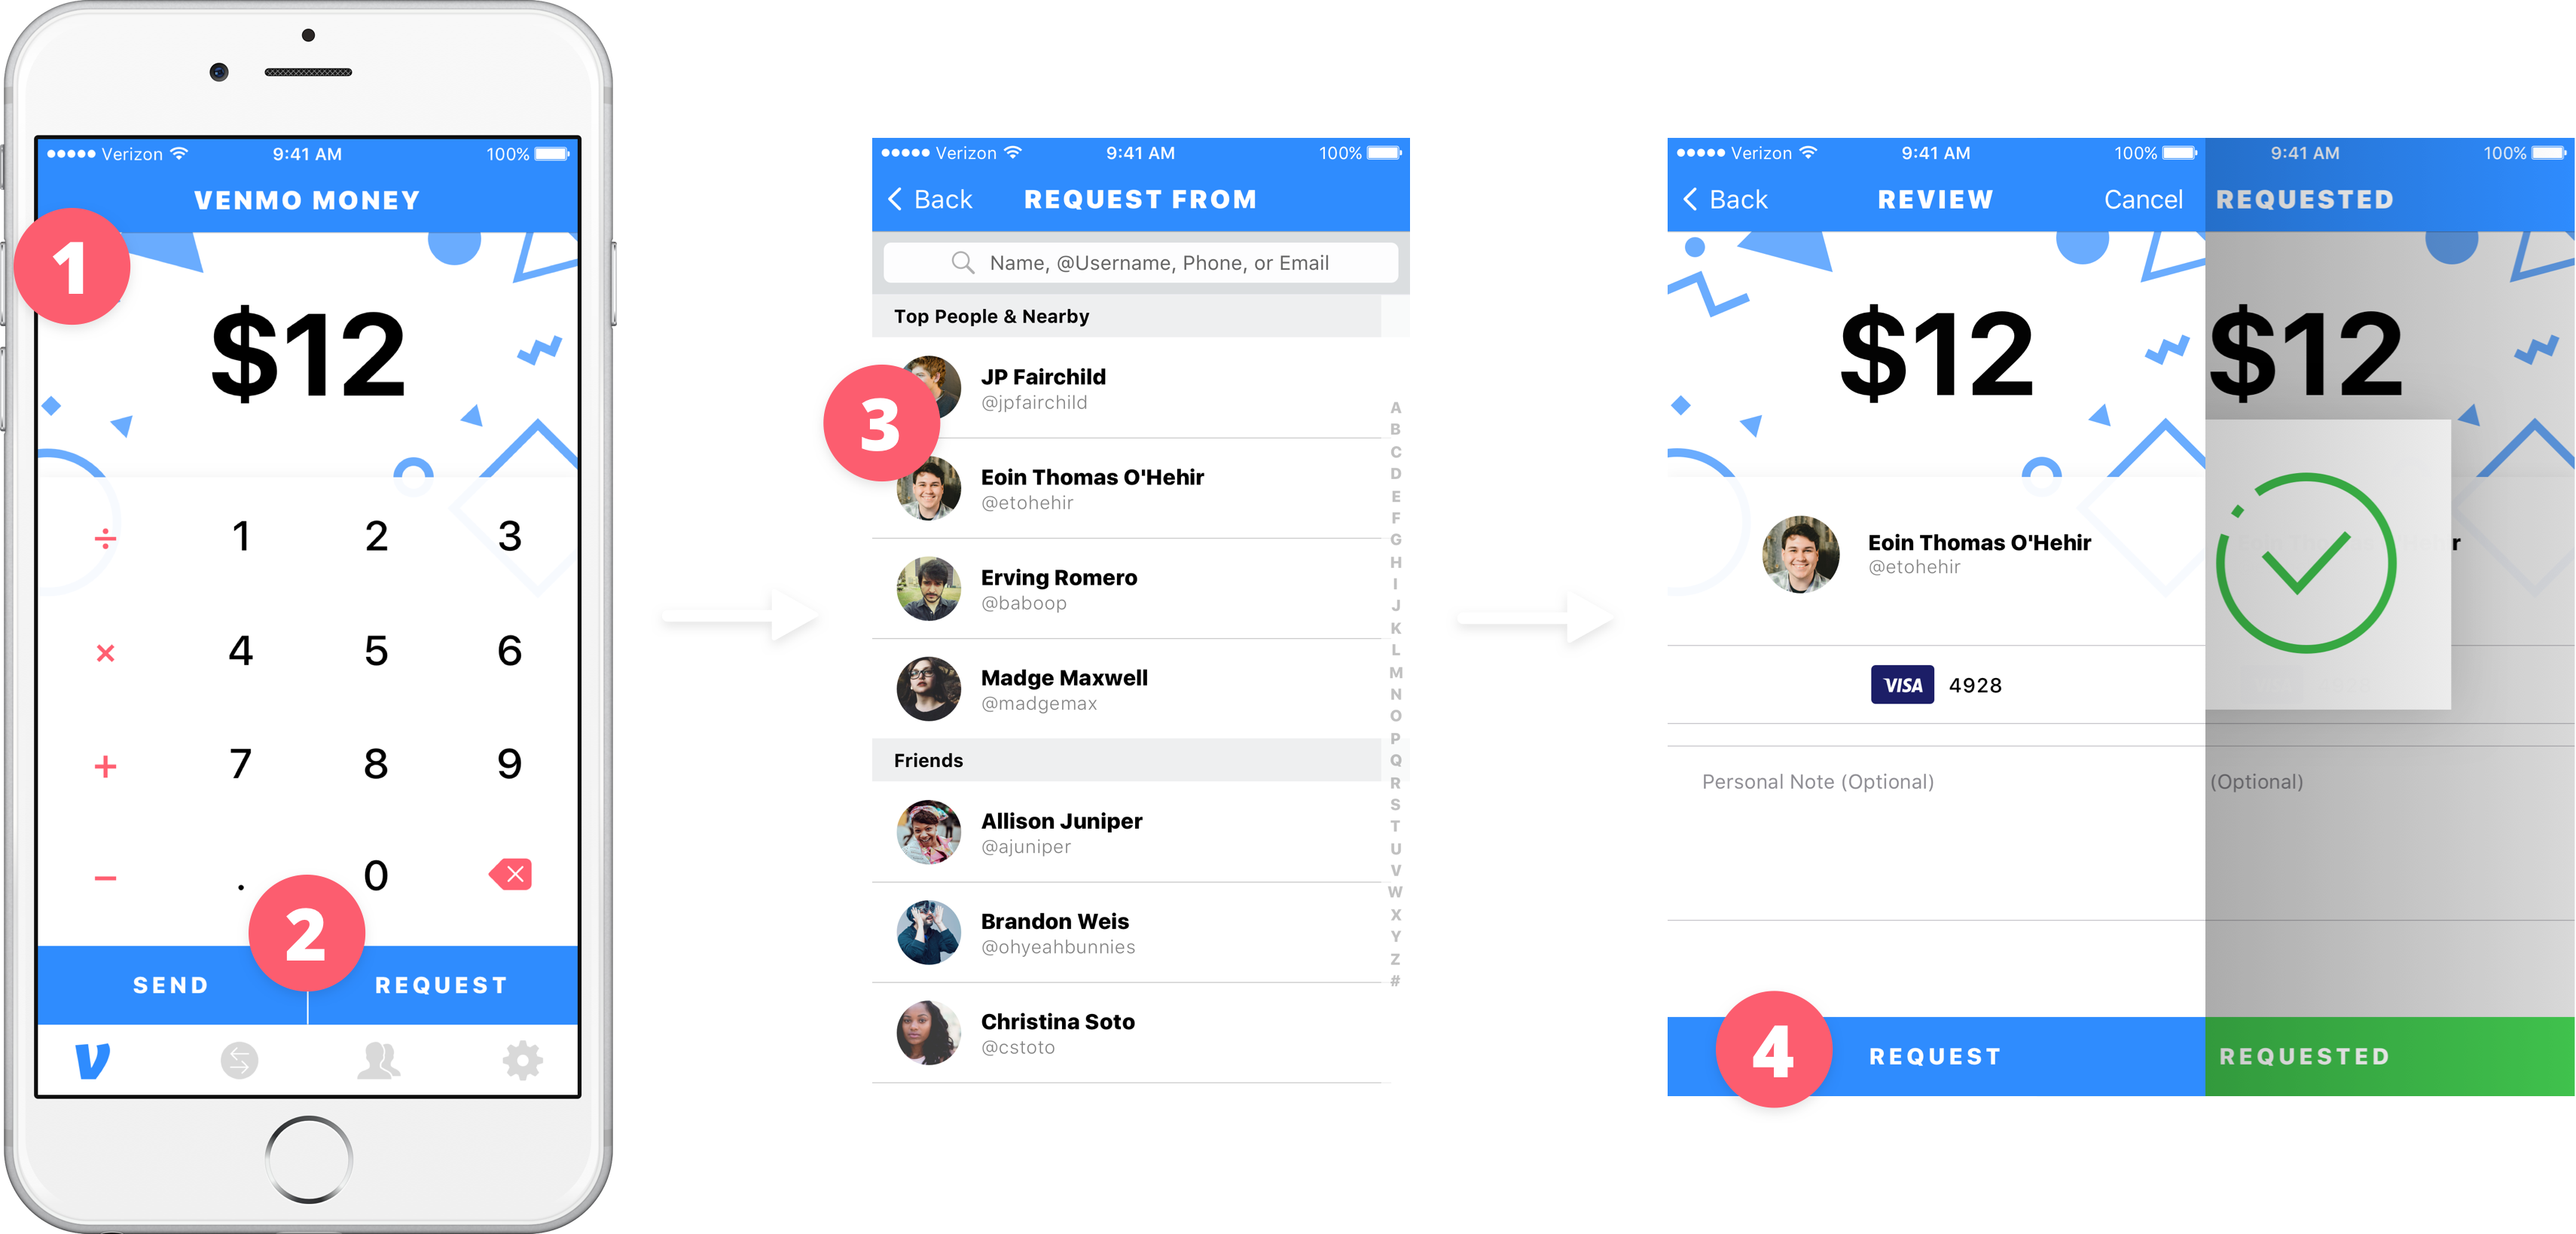 Verizon 9:41 AM 100%
VENMO MONEY
1
$12
÷ 1 2 3
× 4 5 6
+ 7 8 9
− . 0
2
SEND REQUEST
Verizon 9:41 AM 100%
Back REQUEST FROM
Name, @Username, Phone, or Email
Top People & Nearby
3
JP Fairchild
@jpfairchild
Eoin Thomas O'Hehir
@etohehir
Erving Romero
@baboop
Madge Maxwell
@madgemax
Friends
Allison Juniper
@ajuniper
Brandon Weis
@ohyeahbunnies
Christina Soto
@cstoto
A
B
C
D
E
F
G
H
I
J
K
L
M
N
O
P
Q
R
S
T
U
V
W
X
Y
Z
#
Verizon 9:41 AM 100%
Back REVIEW Cancel
$12
Eoin Thomas O'Hehir
@etohehir
VISA 4928
Personal Note (Optional)
4
REQUEST
9:41 AM 100%
REQUESTED
$12
r
(Optional)
REQUESTED